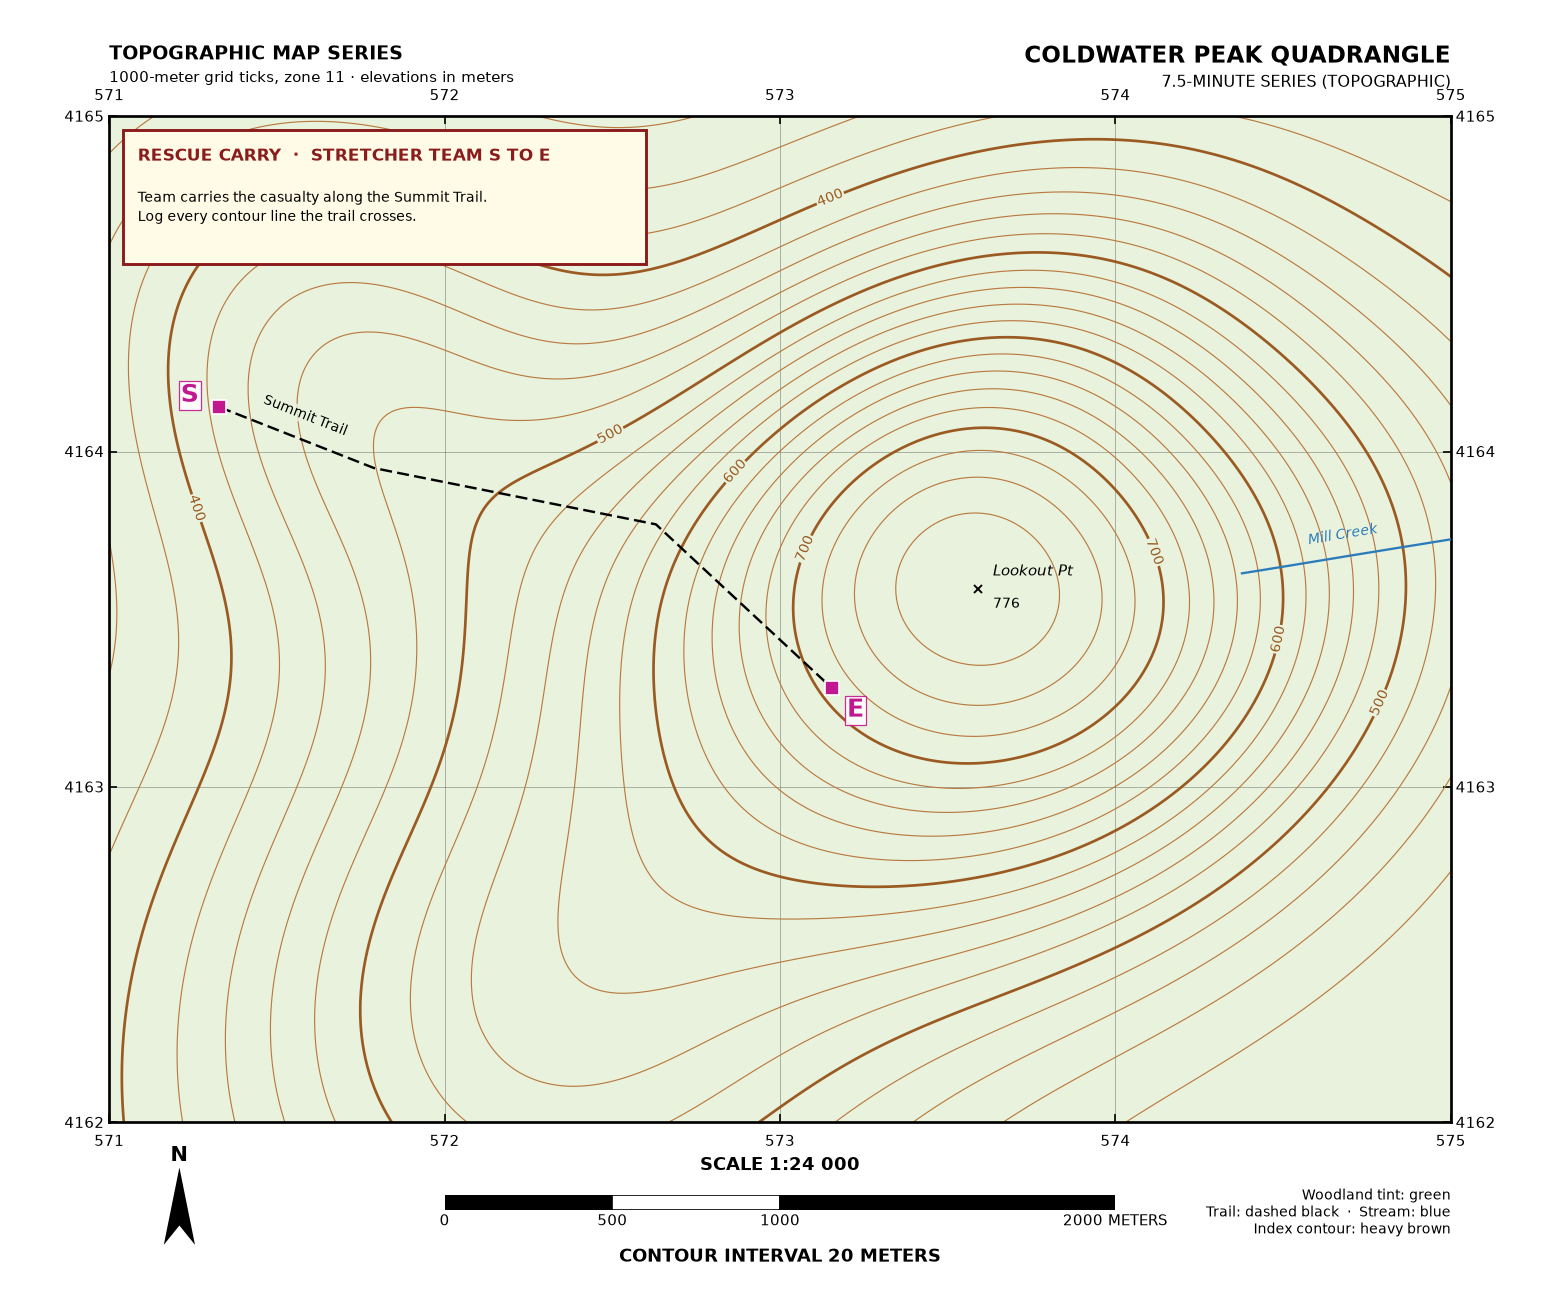 TOPOGRAPHIC MAP SERIES
1000-meter grid ticks, zone 11 · elevations in meters
COLDWATER PEAK QUADRANGLE
7.5-MINUTE SERIES (TOPOGRAPHIC)
571 572 573 574 575
4165 4165
RESCUE CARRY · STRETCHER TEAM S TO E
Team carries the casualty along the Summit Trail.
Log every contour line the trail crosses.
400
S
Summit Trail
500
4164 4164
600
400
700
700
Mill Creek
Lookout Pt
776
600
500
E
4163 4163
4162 4162
571 572 573 574 575
N
SCALE 1:24 000
0 500 1000 2000 METERS
CONTOUR INTERVAL 20 METERS
Woodland tint: green
Trail: dashed black · Stream: blue
Index contour: heavy brown